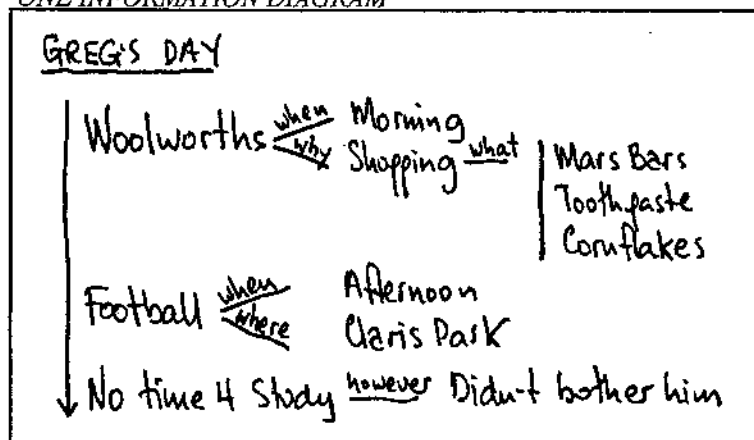 ONE INFORMATION DIAGRAM
GREG'S DAY
Woolworths when Morning
why Shopping what Mars Bars
Toothpaste
Cornflakes
Football when Afternoon
where Claris Park
No time 4 Study however Didn't bother him